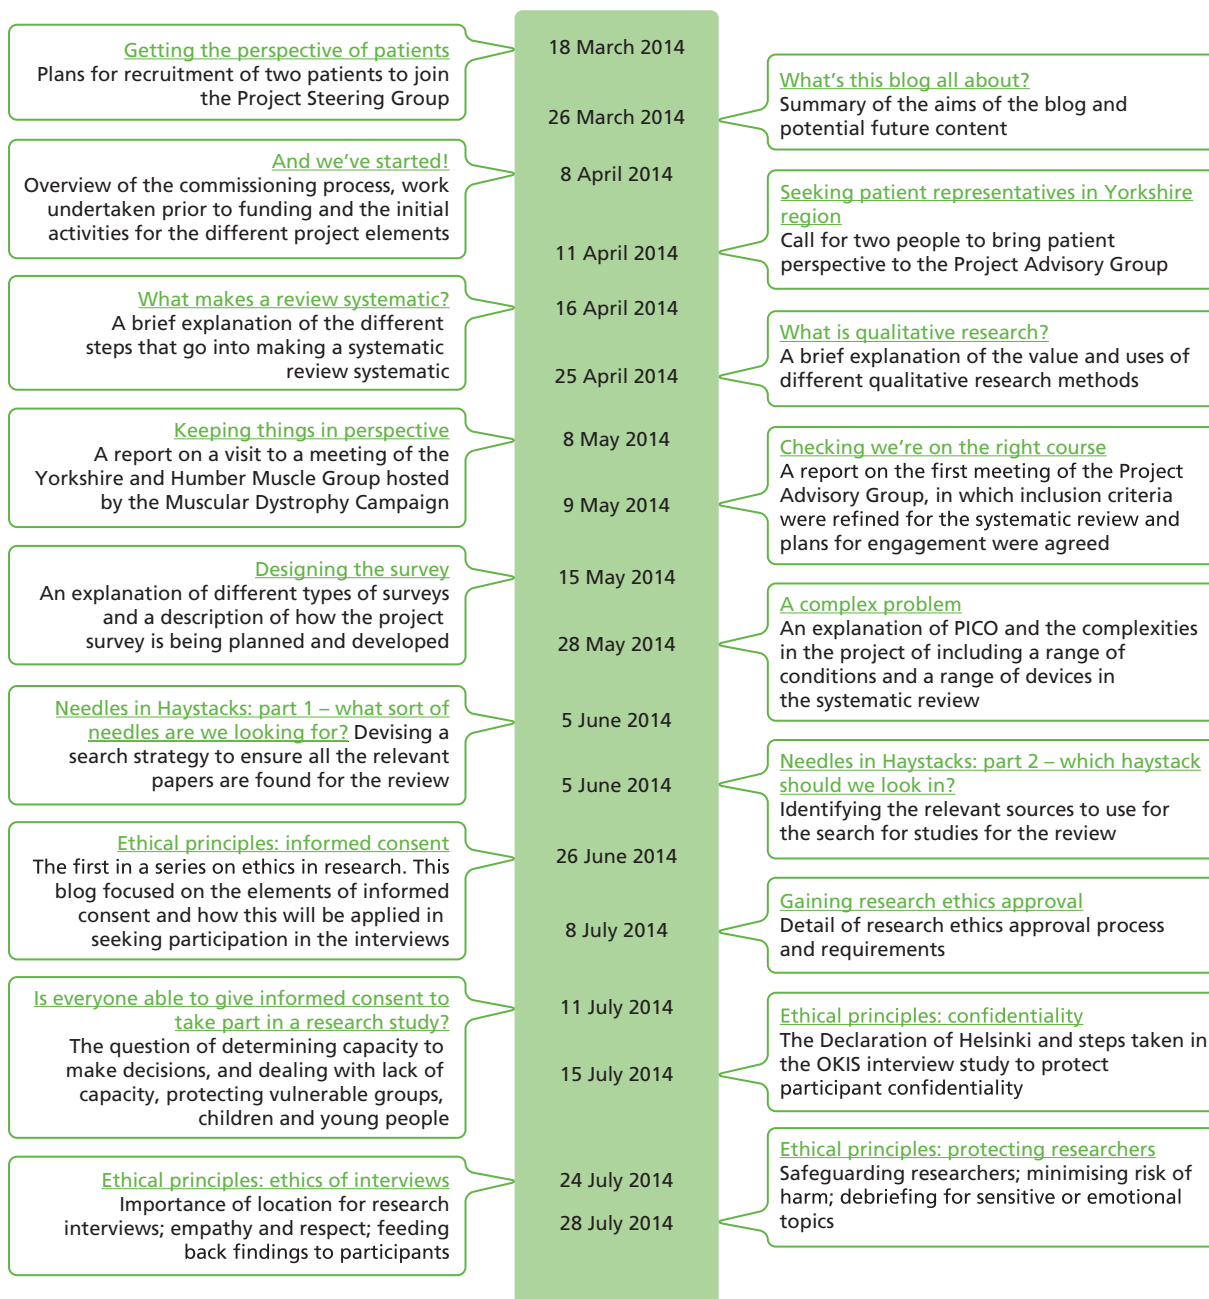 18 March 2014
Getting the perspective of patients
Plans for recruitment of two patients to join
the Project Steering Group
26 March 2014
What's this blog all about?
Summary of the aims of the blog and
potential future content
8 April 2014
And we've started!
Overview of the commissioning process, work
undertaken prior to funding and the initial
activities for the different project elements
11 April 2014
Seeking patient representatives in Yorkshire
region
Call for two people to bring patient
perspective to the Project Advisory Group
16 April 2014
What makes a review systematic?
A brief explanation of the different
steps that go into making a systematic
review systematic
25 April 2014
What is qualitative research?
A brief explanation of the value and uses of
different qualitative research methods
8 May 2014
Keeping things in perspective
A report on a visit to a meeting of the
Yorkshire and Humber Muscle Group hosted
by the Muscular Dystrophy Campaign
9 May 2014
Checking we're on the right course
A report on the first meeting of the Project
Advisory Group, in which inclusion criteria
were refined for the systematic review and
plans for engagement were agreed
15 May 2014
Designing the survey
An explanation of different types of surveys
and a description of how the project
survey is being planned and developed
28 May 2014
A complex problem
An explanation of PICO and the complexities
in the project of including a range of
conditions and a range of devices in
the systematic review
5 June 2014
Needles in Haystacks: part 1 – what sort of
needles are we looking for? Devising a
search strategy to ensure all the relevant
papers are found for the review
5 June 2014
Needles in Haystacks: part 2 – which haystack
should we look in?
Identifying the relevant sources to use for
the search for studies for the review
26 June 2014
Ethical principles: informed consent
The first in a series on ethics in research. This
blog focused on the elements of informed
consent and how this will be applied in
seeking participation in the interviews
8 July 2014
Gaining research ethics approval
Detail of research ethics approval process
and requirements
11 July 2014
Is everyone able to give informed consent to
take part in a research study?
The question of determining capacity to
make decisions, and dealing with lack of
capacity, protecting vulnerable groups,
children and young people
15 July 2014
Ethical principles: confidentiality
The Declaration of Helsinki and steps taken in
the OKIS interview study to protect
participant confidentiality
24 July 2014
Ethical principles: ethics of interviews
Importance of location for research
interviews; empathy and respect; feeding
back findings to participants
28 July 2014
Ethical principles: protecting researchers
Safeguarding researchers; minimising risk of
harm; debriefing for sensitive or emotional
topics